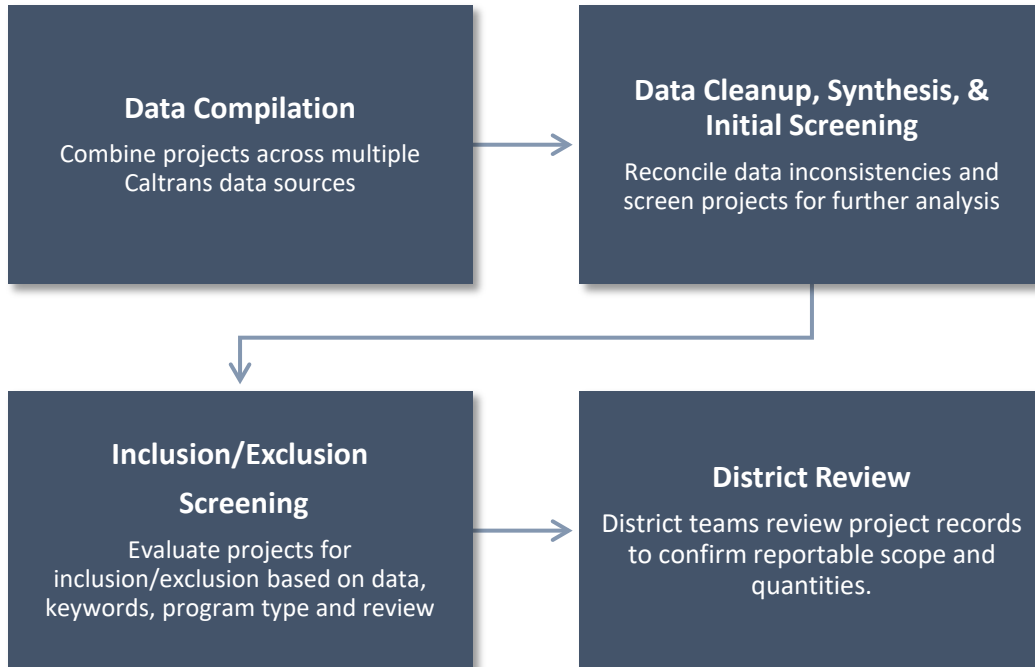 Data Compilation
Combine projects across multiple
Caltrans data sources
Data Cleanup, Synthesis, &
Initial Screening
Reconcile data inconsistencies and
screen projects for further analysis
Inclusion/Exclusion
Screening
Evaluate projects for
inclusion/exclusion based on data,
keywords, program type and review
District Review
District teams review project records
to confirm reportable scope and
quantities.